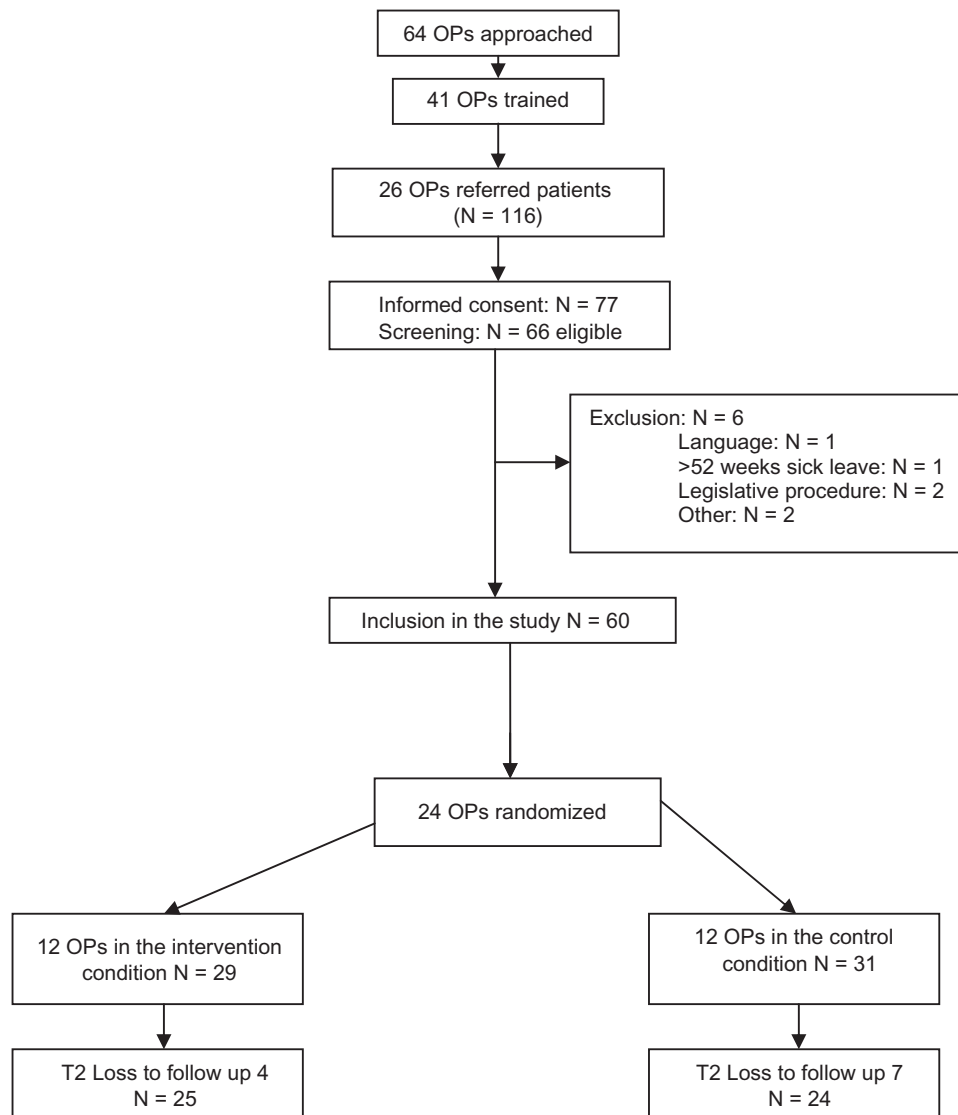 64 OPs approached
41 OPs trained
26 OPs referred patients
(N = 116)
Informed consent: N = 77
Screening: N = 66 eligible
Exclusion: N = 6
Language: N = 1
>52 weeks sick leave: N = 1
Legislative procedure: N = 2
Other: N = 2
Inclusion in the study N = 60
24 OPs randomized
12 OPs in the intervention
condition N = 29
12 OPs in the control
condition N = 31
T2 Loss to follow up 4
N = 25
T2 Loss to follow up 7
N = 24